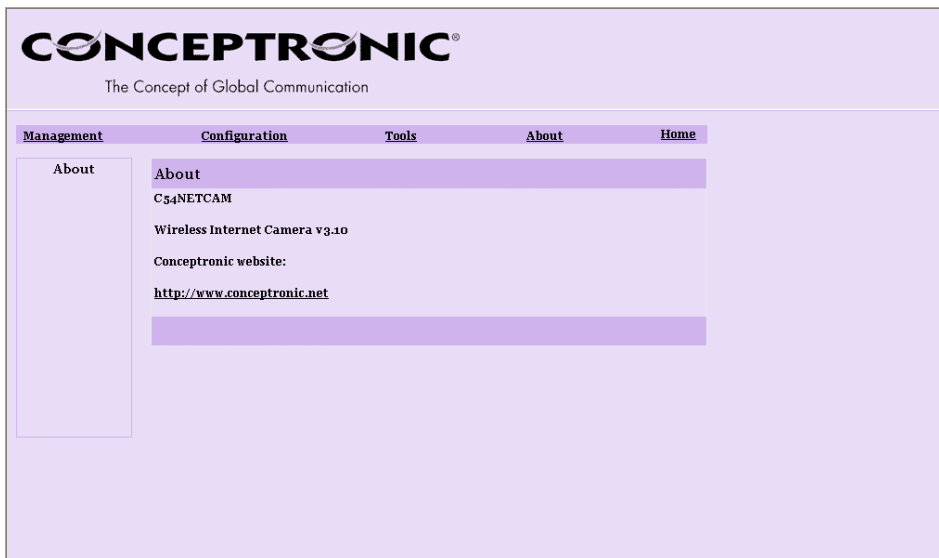 CONCEPTRONIC®
The Concept of Global Communication
Management Configuration Tools About Home
About
About
C54NETCAM
Wireless Internet Camera v3.10
Conceptronic website:
http://www.conceptronic.net